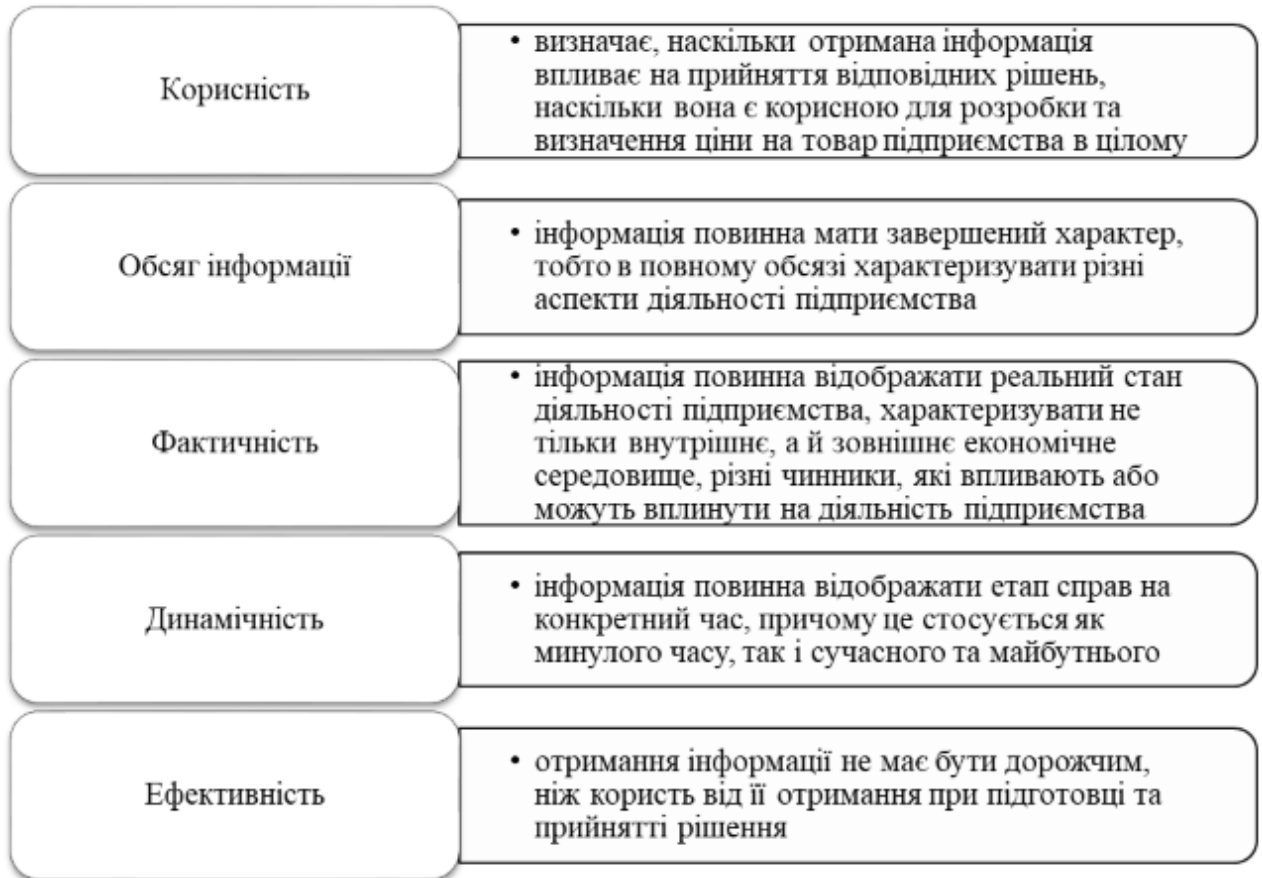 Корисність
• визначає, наскільки отримана інформація
впливає на прийняття відповідних рішень,
наскільки вона є корисною для розробки та
визначення ціни на товар підприємства в цілому
Обсяг інформації
• інформація повинна мати завершений характер,
тобто в повному обсязі характеризувати різні
аспекти діяльності підприємства
Фактичність
• інформація повинна відображати реальний стан
діяльності підприємства, характеризувати не
тільки внутрішнє, а й зовнішнє економічне
середовище, різні чинники, які впливають або
можуть вплинути на діяльність підприємства
Динамічність
• інформація повинна відображати етап справ на
конкретний час, причому це стосується як
минулого часу, так і сучасного та майбутнього
Ефективність
• отримання інформації не має бути дорожчим,
ніж користь від її отримання при підготовці та
прийнятті рішення